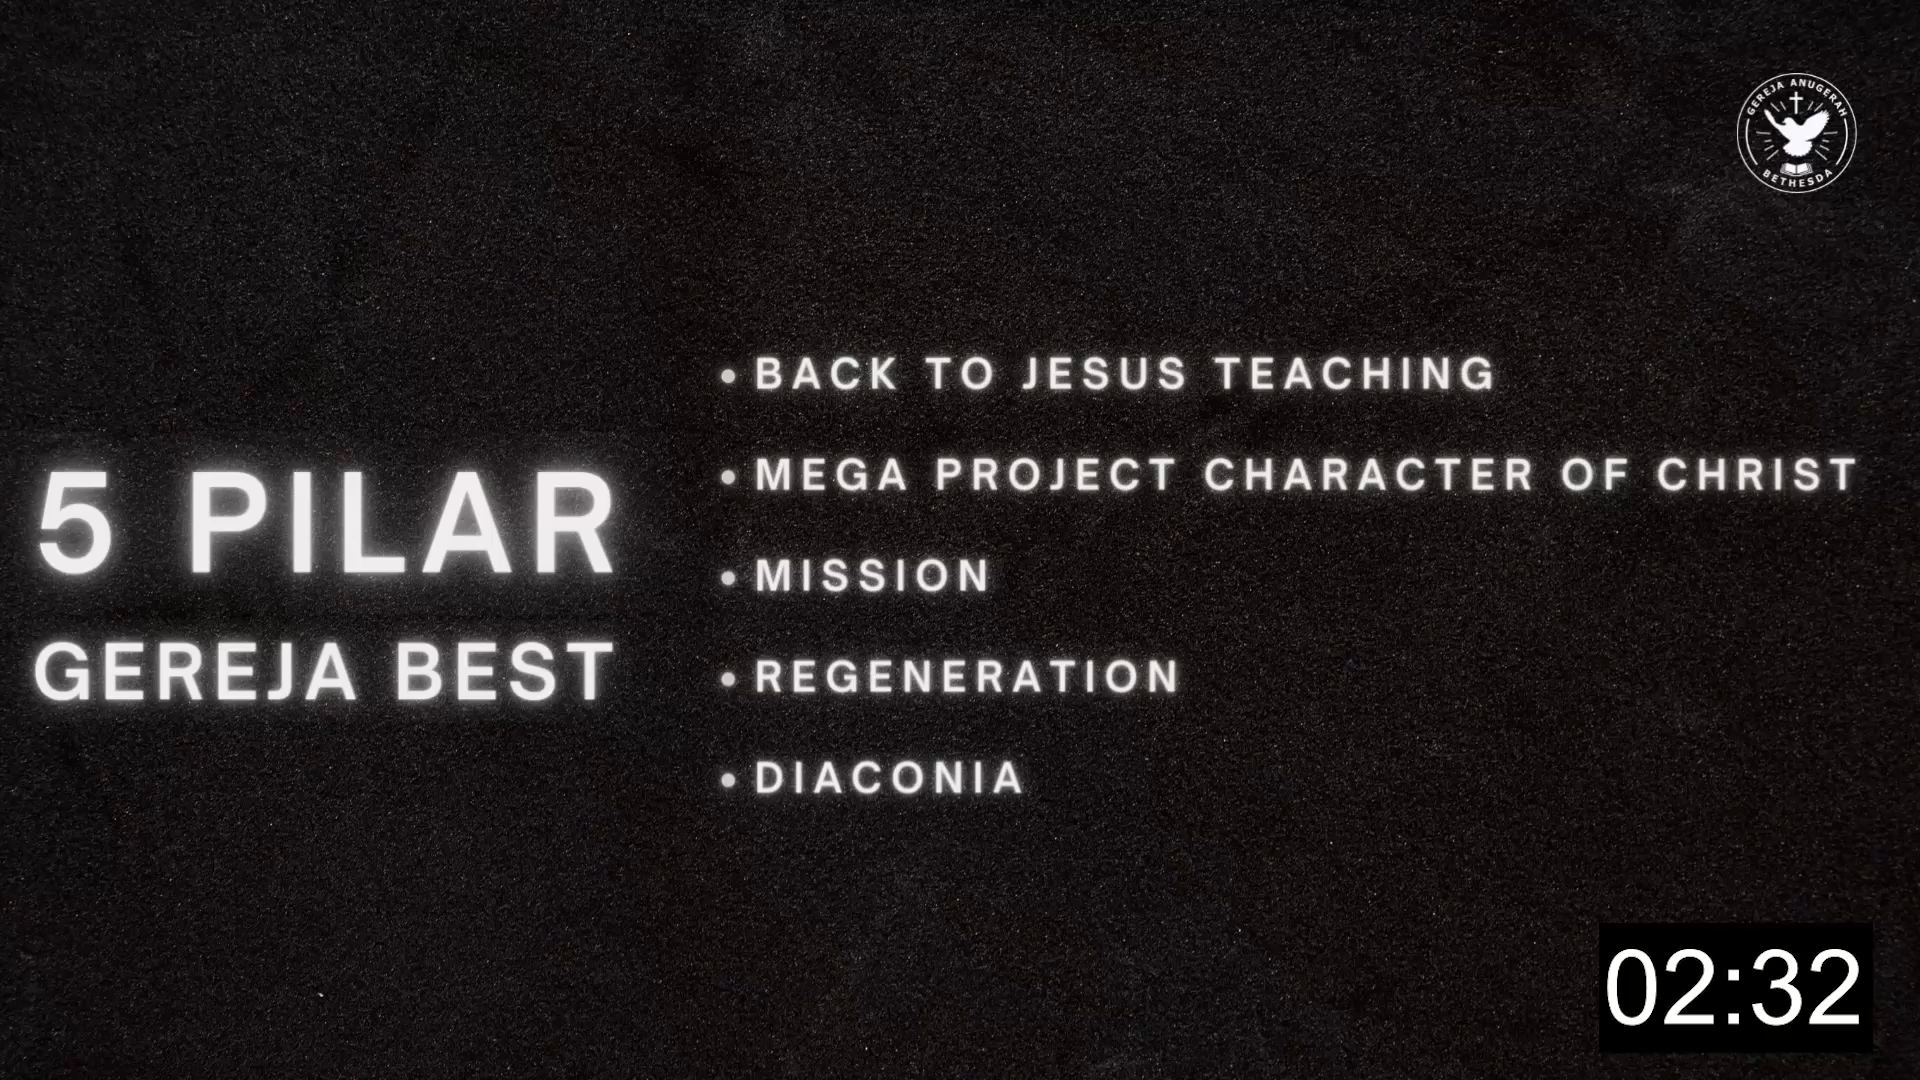 GEREJA ANUGERAH
BETHESDA
5 PILAR
GEREJA BEST
• BACK TO JESUS TEACHING
• MEGA PROJECT CHARACTER OF CHRIST
• MISSION
• REGENERATION
• DIACONIA
02:32